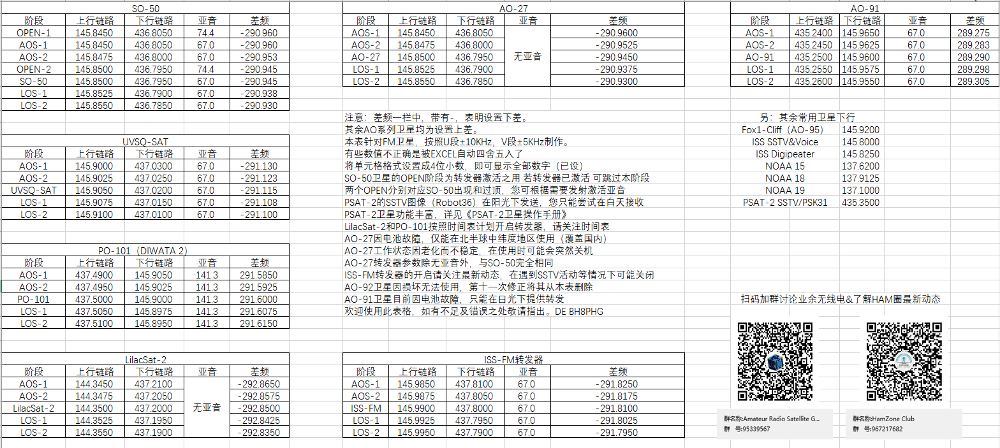 SO-50
阶段 上行链路 下行链路 亚音 差频
OPEN-1 145.8450 436.8050 74.4 -290.960
AOS-1 145.8450 436.8050 67.0 -290.960
AOS-2 145.8475 436.8000 67.0 -290.953
OPEN-2 145.8500 436.7950 74.4 -290.945
SO-50 145.8500 436.7950 67.0 -290.945
LOS-1 145.8525 436.7900 67.0 -290.938
LOS-2 145.8550 436.7850 67.0 -290.930
AO-27
阶段 上行链路 下行链路 亚音 差频
AOS-1 145.8450 436.8050 -290.9600
AOS-2 145.8475 436.8000 -290.9525
AO-27 145.8500 436.7950 无亚音 -290.9450
LOS-1 145.8525 436.7900 -290.9375
LOS-2 145.8550 436.7850 -290.9300
AO-91
阶段 上行链路 下行链路 亚音 差频
AOS-1 435.2400 145.9650 67.0 289.275
AOS-2 435.2450 145.9625 67.0 289.283
AO-91 435.2500 145.9600 67.0 289.290
LOS-1 435.2550 145.9575 67.0 289.298
LOS-2 435.2600 145.9550 67.0 289.305
UVSQ-SAT
阶段 上行链路 下行链路 亚音 差频
AOS-1 145.9000 437.0300 67.0 -291.130
AOS-2 145.9025 437.0250 67.0 -291.123
UVSQ-SAT 145.9050 437.0200 67.0 -291.115
LOS-1 145.9075 437.0150 67.0 -291.108
LOS-2 145.9100 437.0100 67.0 -291.100
PO-101（DIWATA 2）
阶段 上行链路 下行链路 亚音 差频
AOS-1 437.4900 145.9050 141.3 291.5850
AOS-2 437.4950 145.9025 141.3 291.5925
PO-101 437.5000 145.9000 141.3 291.6000
LOS-1 437.5050 145.8975 141.3 291.6075
LOS-2 437.5100 145.8950 141.3 291.6150
注意：差频一栏中，带有-，表明设置下差。
其余AO系列卫星均为设置上差。
本表针对FM卫星，按照U段±10KHz，V段±5KHz制作。
有些数值不正确是被EXCEL自动四舍五入了
将单元格格式设置成4位小数，即可显示全部数字（已设）
SO-50卫星的OPEN阶段为转发器激活之用 若转发器已激活 可跳过本阶段
两个OPEN分别对应SO-50出现和过顶，您可根据需要发射激活亚音
PSAT-2的SSTV图像（Robot36）在阳光下发送，您只能尝试在白天接收
PSAT-2卫星功能丰富，详见《PSAT-2卫星操作手册》
LilacSat-2和PO-101按照时间表计划开启转发器，请关注时间表
AO-27因电池故障，仅能在北半球中纬度地区使用（覆盖国内）
AO-27工作状态因老化而不稳定，在使用时可能会突然关机
AO-27转发器参数除无亚音外，与SO-50完全相同
ISS-FM转发器的开启请关注最新动态，在遇到SSTV活动等情况下可能关闭
AO-92卫星因损坏无法使用，第十一次修正将其从本表删除
AO-91卫星目前因电池故障，只能在日光下提供转发
欢迎使用此表格，如有不足及错误之处敬请指出。DE BH8PHG
另：其余常用卫星下行
Fox1-Cliff（AO-95） 145.9200
ISS SSTV&Voice 145.8000
ISS Digipeater 145.8250
NOAA 15 137.6200
NOAA 18 137.9125
NOAA 19 137.1000
PSAT-2 SSTV/PSK31 435.3500
LilacSat-2
阶段 上行链路 下行链路 亚音 差频
AOS-1 144.3450 437.2100 -292.8650
AOS-2 144.3475 437.2050 -292.8575
LilacSat-2 144.3500 437.2000 无亚音 -292.8500
LOS-1 144.3525 437.1950 -292.8425
LOS-2 144.3550 437.1900 -292.8350
ISS-FM转发器
阶段 上行链路 下行链路 亚音 差频
AOS-1 145.9850 437.8100 67.0 -291.8250
AOS-2 145.9875 437.8050 67.0 -291.8175
ISS-FM 145.9900 437.8000 67.0 -291.8100
LOS-1 145.9925 437.7950 67.0 -291.8025
LOS-2 145.9950 437.7900 67.0 -291.7950
扫码加群讨论业余无线电&了解HAM圈最新动态
群名称:Amateur Radio Satellite G...
群 号:95339567
群名称:HamZone Club
群 号:967217682